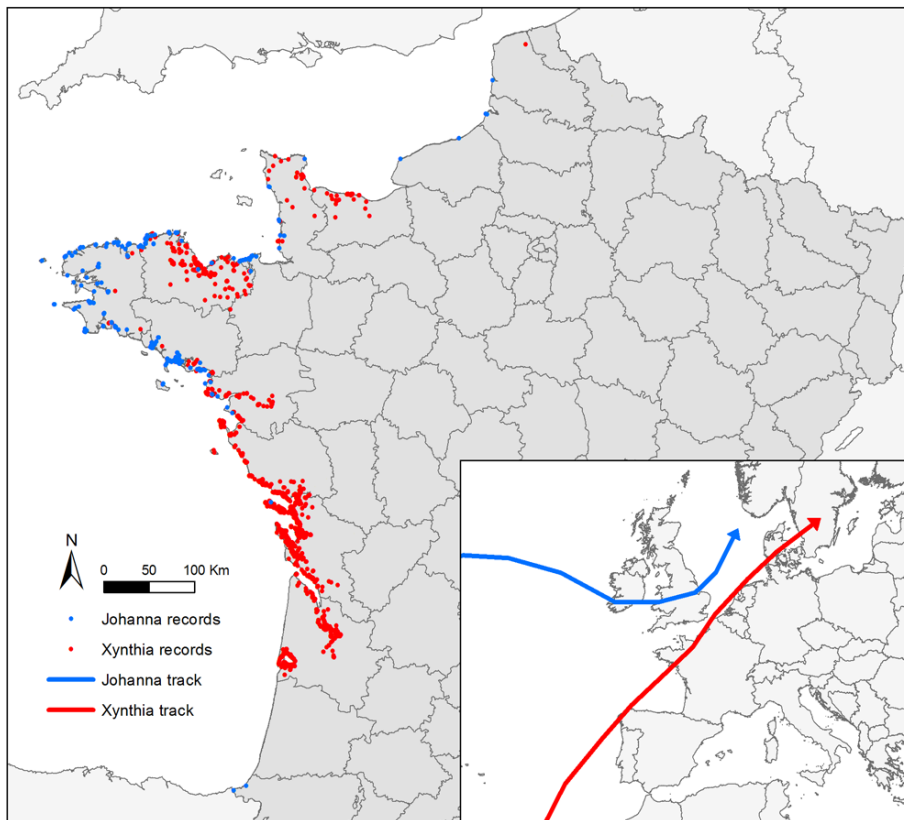 N
0 50 100 Km
Johanna records
Xynthia records
Johanna track
Xynthia track